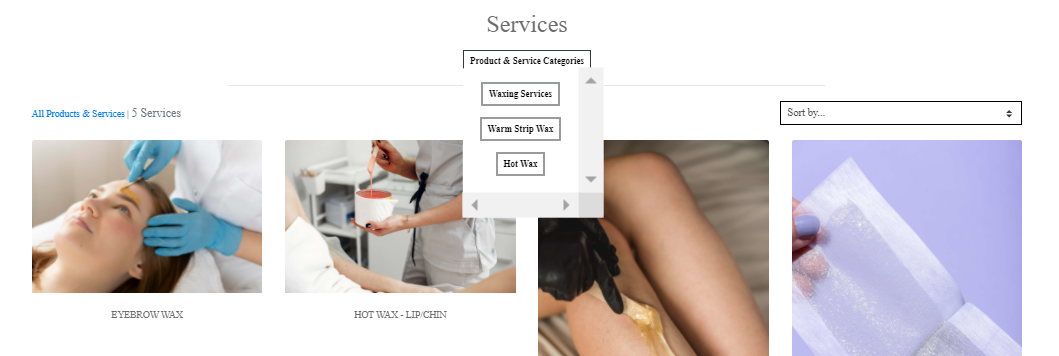 Services
Product & Service Categories
Waxing Services
Warm Strip Wax
Hot Wax
All Products & Services | 5 Services
Sort by...
EYEBROW WAX
HOT WAX - LIP/CHIN